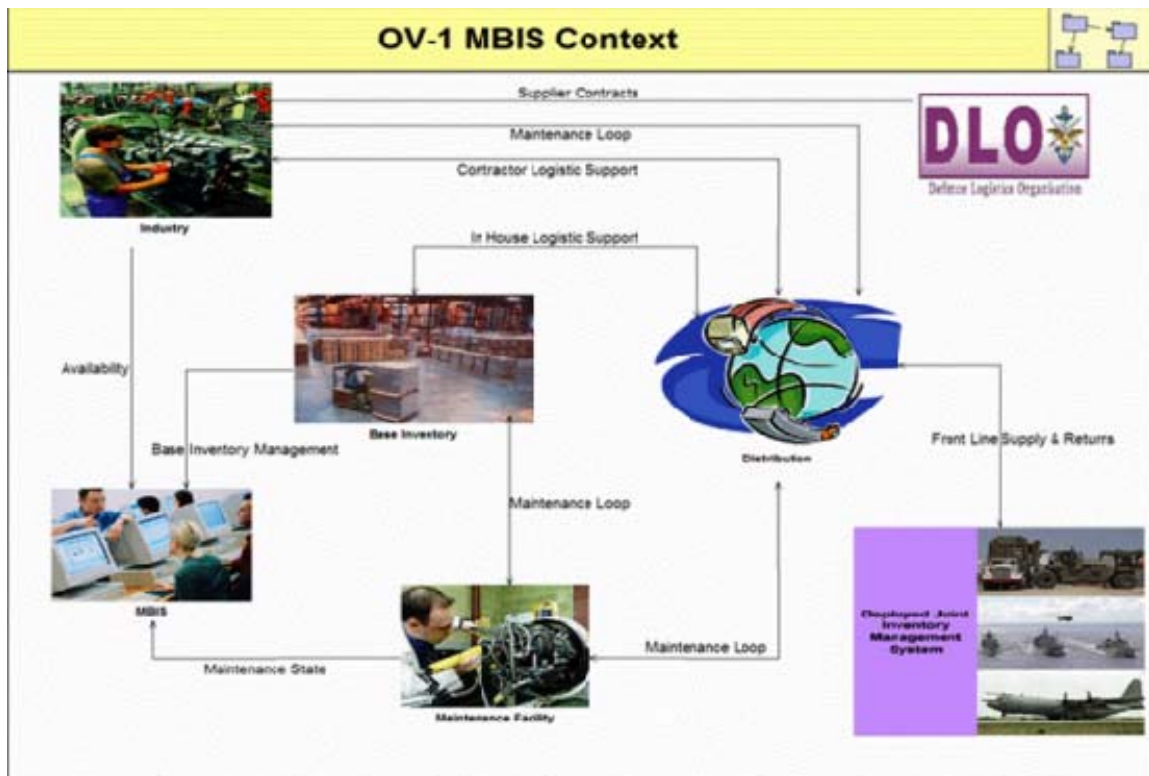 OV-1 MBIS Context
Supplier Contracts
DLO
Defence Logistics Organisation
Maintenance Loop
Contractor Logistic Support
Industry
In House Logistic Support
Availability
Base Inventory
Base Inventory Management
Distribution
Front Line Supply & Returns
Maintenance Loop
MBIS
Deployed Joint
Inventory
Management
System
Maintenance Loop
Maintenance State
Maintenance Facility